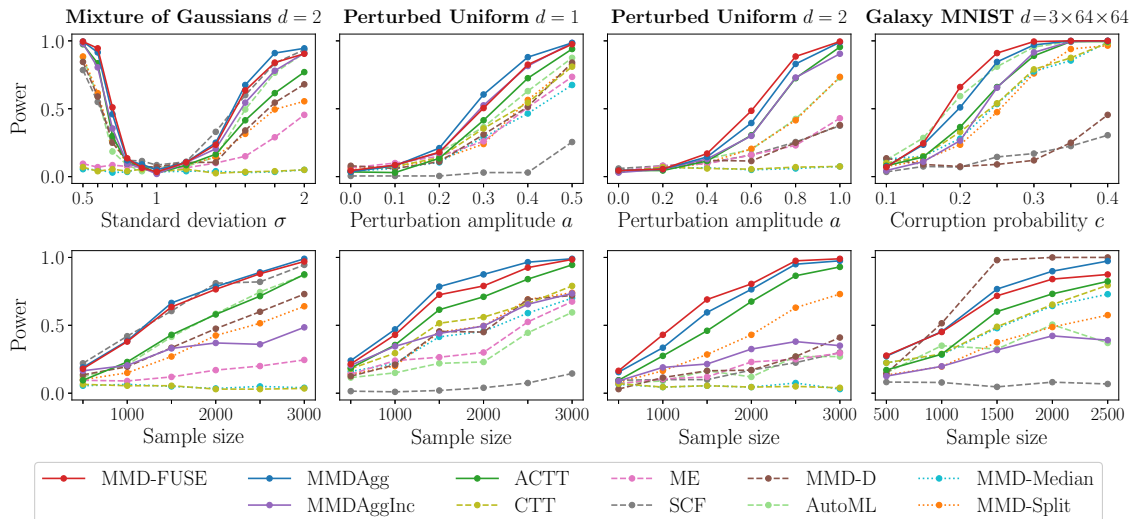 Mixture of Gaussians d = 2
Perturbed Uniform d = 1
Perturbed Uniform d = 2
Galaxy MNIST d=3×64×64
Power
1.0
0.5
0.0
0.5 1 2
0.0 0.1 0.2 0.3 0.4 0.5
0.0 0.2 0.4 0.6 0.8 1.0
0.1 0.2 0.3 0.4
Standard deviation σ
Perturbation amplitude a
Perturbation amplitude a
Corruption probability c
Power
1.0
0.5
0.0
1000 2000 3000
1000 2000 3000
1000 2000 3000
500 1000 1500 2000 2500
Sample size
Sample size
Sample size
Sample size
MMD-FUSE MMDAgg ACTT ME MMD-D MMD-Median
MMDAggInc CTT SCF AutoML MMD-Split